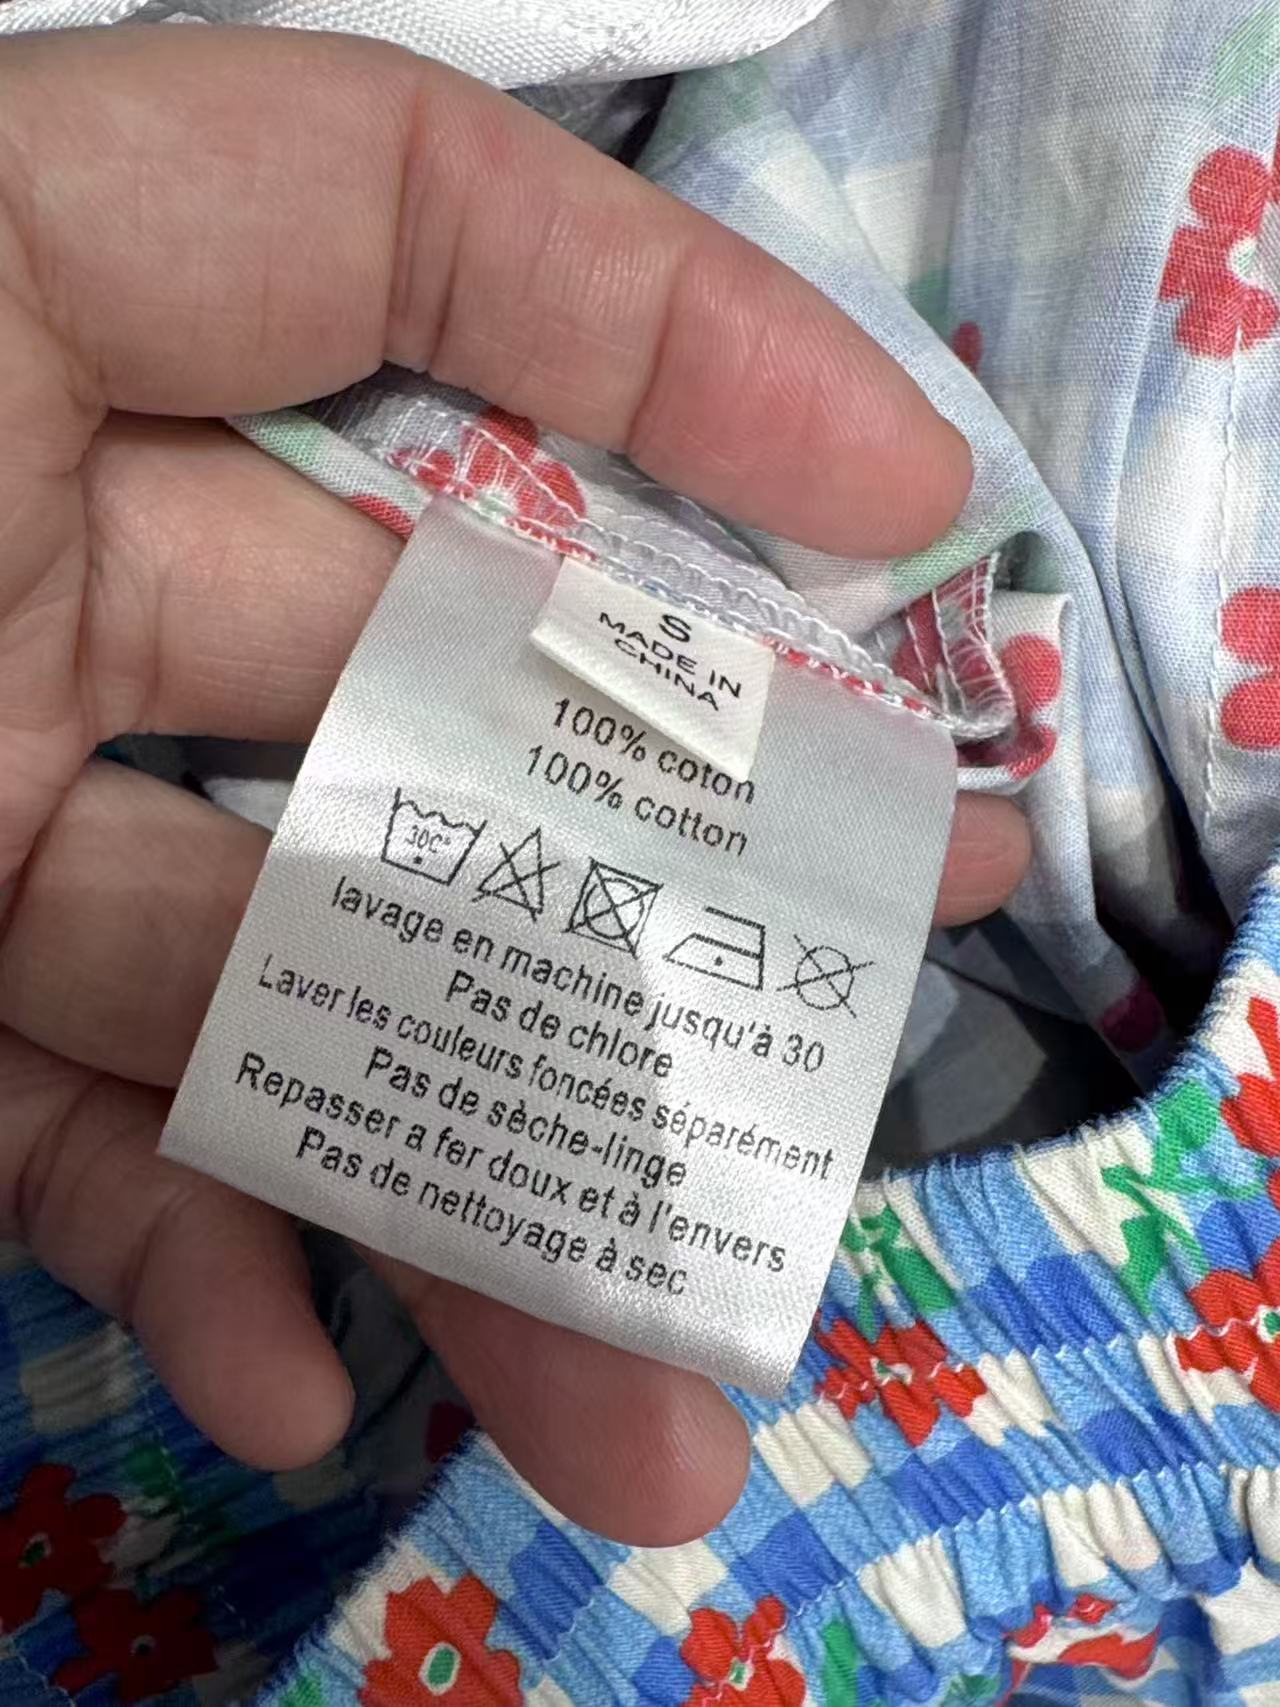 S
MADE IN
CHINA
100% coton
100% cotton
30C°
lavage en machine jusqu'à 30
Pas de chlore
Laver les couleurs foncées séparément
Pas de sèche-linge
Repasser a fer doux et à l'envers
Pas de nettoyage à sec